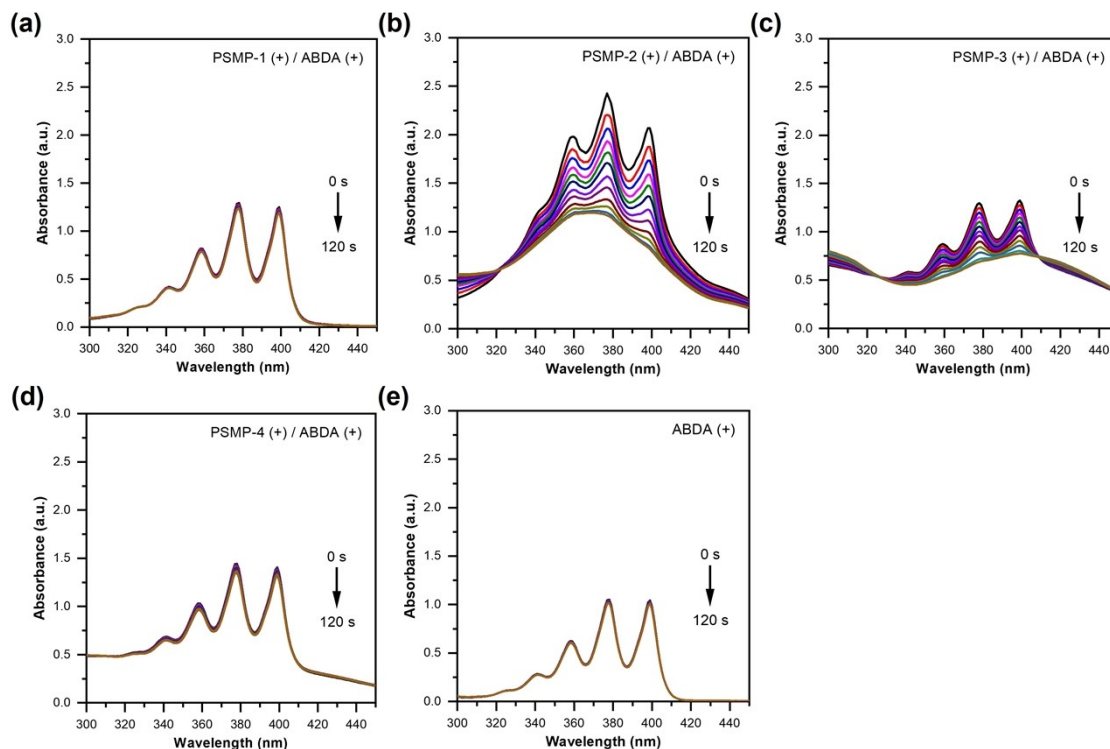 (a)
PSMP-1 (+) / ABDA (+)
3.0
2.5
2.0
1.5
1.0
0.5
0.0
Absorbance (a.u.)
0 s
120 s
300 320 340 360 380 400 420 440
Wavelength (nm)
(b)
PSMP-2 (+) / ABDA (+)
3.0
2.5
2.0
1.5
1.0
0.5
0.0
Absorbance (a.u.)
0 s
120 s
300 320 340 360 380 400 420 440
Wavelength (nm)
(c)
PSMP-3 (+) / ABDA (+)
3.0
2.5
2.0
1.5
1.0
0.5
0.0
Absorbance (a.u.)
0 s
120 s
300 320 340 360 380 400 420 440
Wavelength (nm)
(d)
PSMP-4 (+) / ABDA (+)
3.0
2.5
2.0
1.5
1.0
0.5
0.0
Absorbance (a.u.)
0 s
120 s
300 320 340 360 380 400 420 440
Wavelength (nm)
(e)
ABDA (+)
3.0
2.5
2.0
1.5
1.0
0.5
0.0
Absorbance (a.u.)
0 s
120 s
300 320 340 360 380 400 420 440
Wavelength (nm)